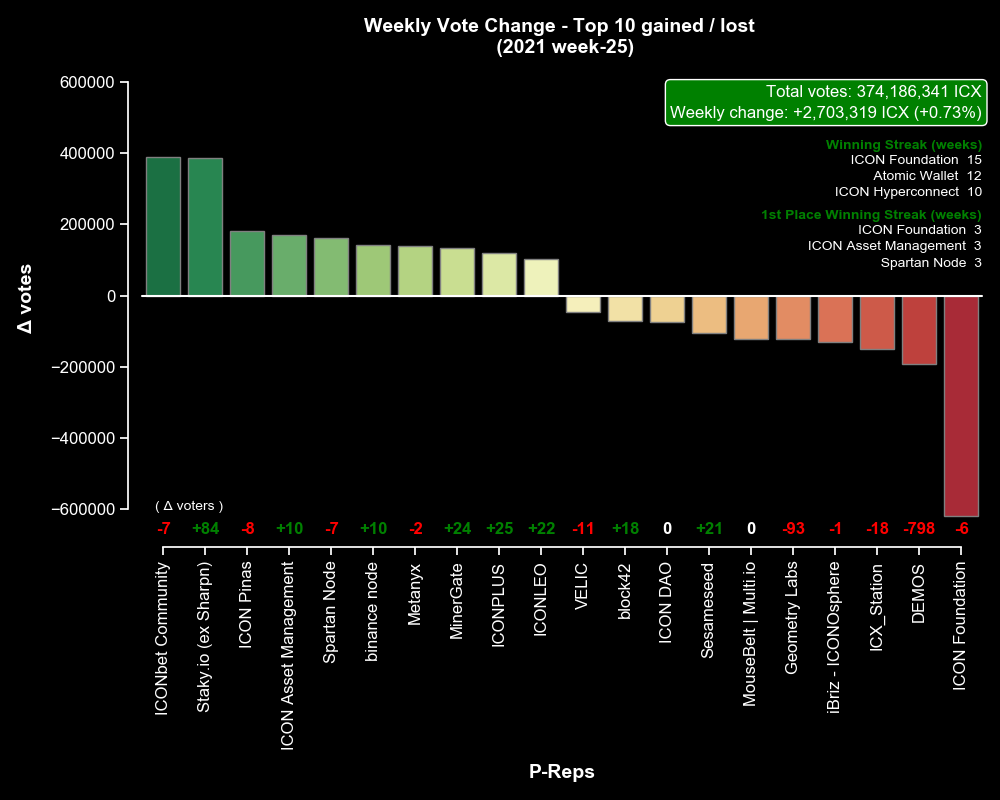 Weekly Vote Change - Top 10 gained / lost
(2021 week-25)
Total votes: 374,186,341 ICX
Weekly change: +2,703,319 ICX (+0.73%)
Winning Streak (weeks)
ICON Foundation 15
Atomic Wallet 12
ICON Hyperconnect 10
1st Place Winning Streak (weeks)
ICON Foundation 3
ICON Asset Management 3
Spartan Node 3
Δ votes
600000
400000
200000
0
−200000
−400000
−600000
( Δ voters )
-7 +84 -8 +10 -7 +10 -2 +24 +25 +22 -11 +18 0 +21 0 -93 -1 -18 -798 -6
ICONbet Community
Staky.io (ex Sharpn)
ICON Pinas
ICON Asset Management
Spartan Node
binance node
Metanyx
MinerGate
ICONPLUS
ICONLEO
VELIC
block42
ICON DAO
Sesameseed
MouseBelt | Multi.io
Geometry Labs
iBriz - ICONOsphere
ICX_Station
DEMOS
ICON Foundation
P-Reps